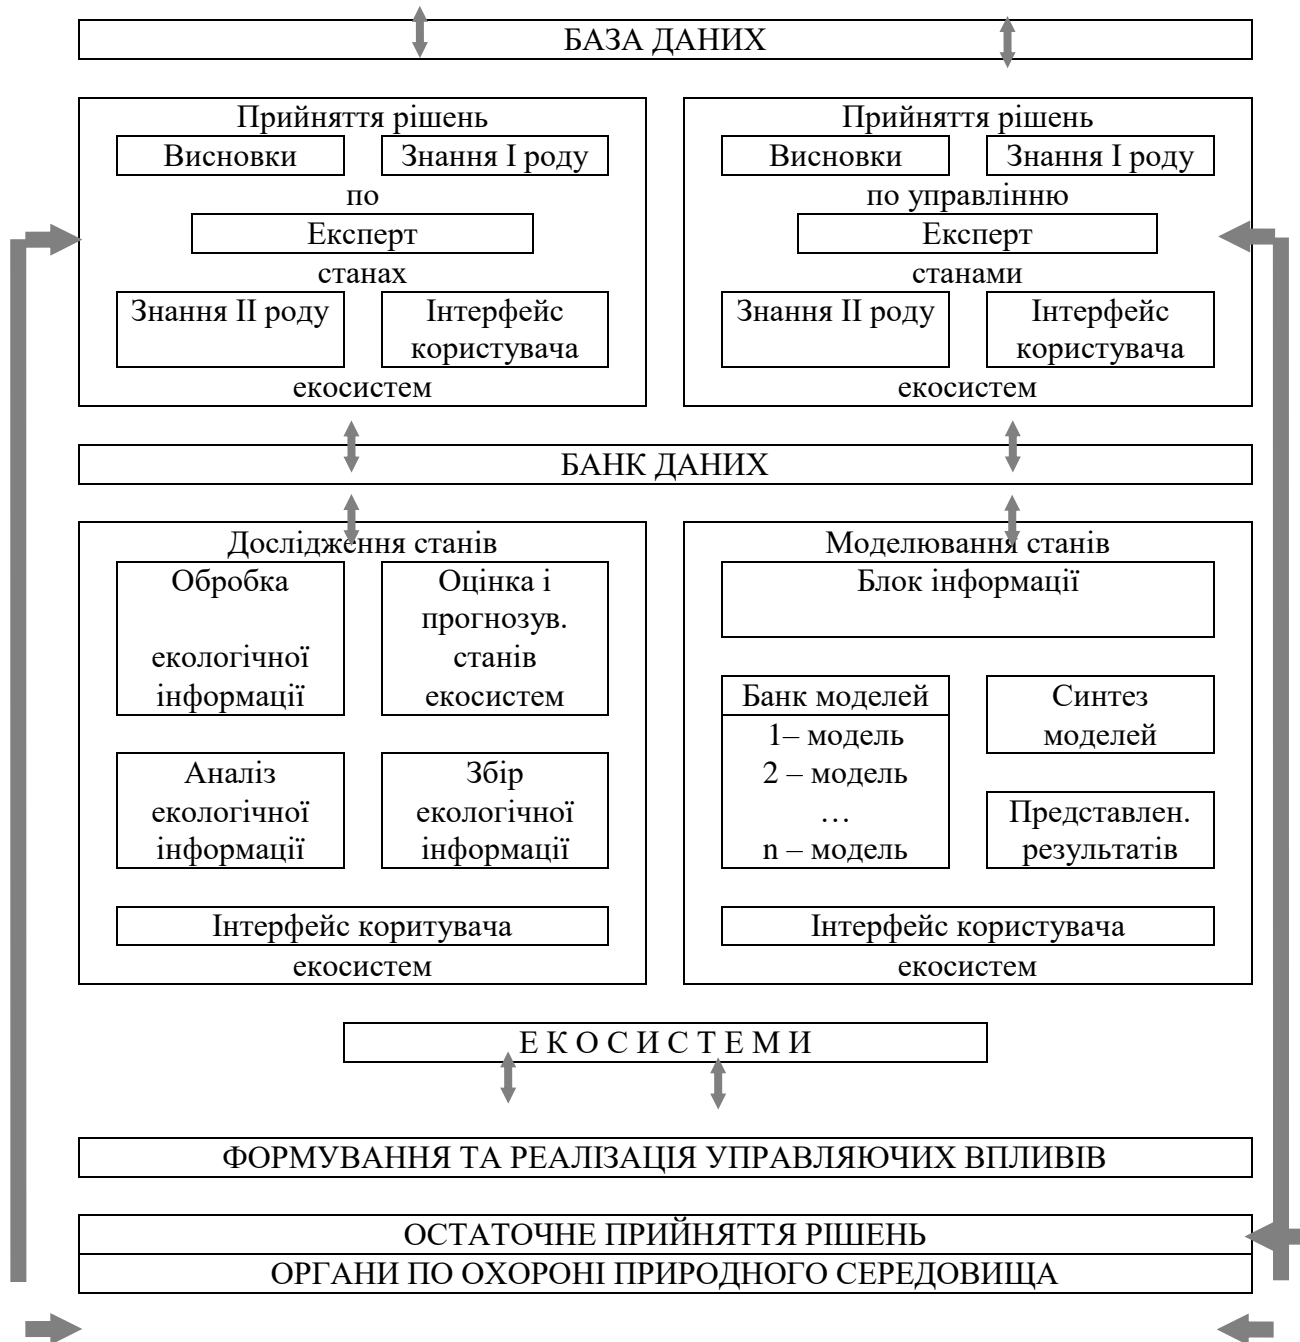 БАЗА ДАНИХ
Прийняття рішень
Висновки
Знання І роду
по
Експерт
станах
Знання ІІ роду
Інтерфейс
користувача
екосистем
Прийняття рішень
Висновки
Знання І роду
по управлінню
Експерт
станами
Знання ІІ роду
Інтерфейс
користувача
екосистем
БАНК ДАНИХ
Дослідження станів
Обробка
екологічної
інформації
Оцінка і
прогнозув.
станів
екосистем
Аналіз
екологічної
інформації
Збір
екологічної
інформації
Інтерфейс коритувача
екосистем
Моделювання станів
Блок інформації
Банк моделей
1– модель
2 – модель
…
n – модель
Синтез
моделей
Представлен.
результатів
Інтерфейс користувача
екосистем
Е К О С И С Т Е М И
ФОРМУВАННЯ ТА РЕАЛІЗАЦІЯ УПРАВЛЯЮЧИХ ВПЛИВІВ
ОСТАТОЧНЕ ПРИЙНЯТТЯ РІШЕНЬ
ОРГАНИ ПО ОХОРОНІ ПРИРОДНОГО СЕРЕДОВИЩА